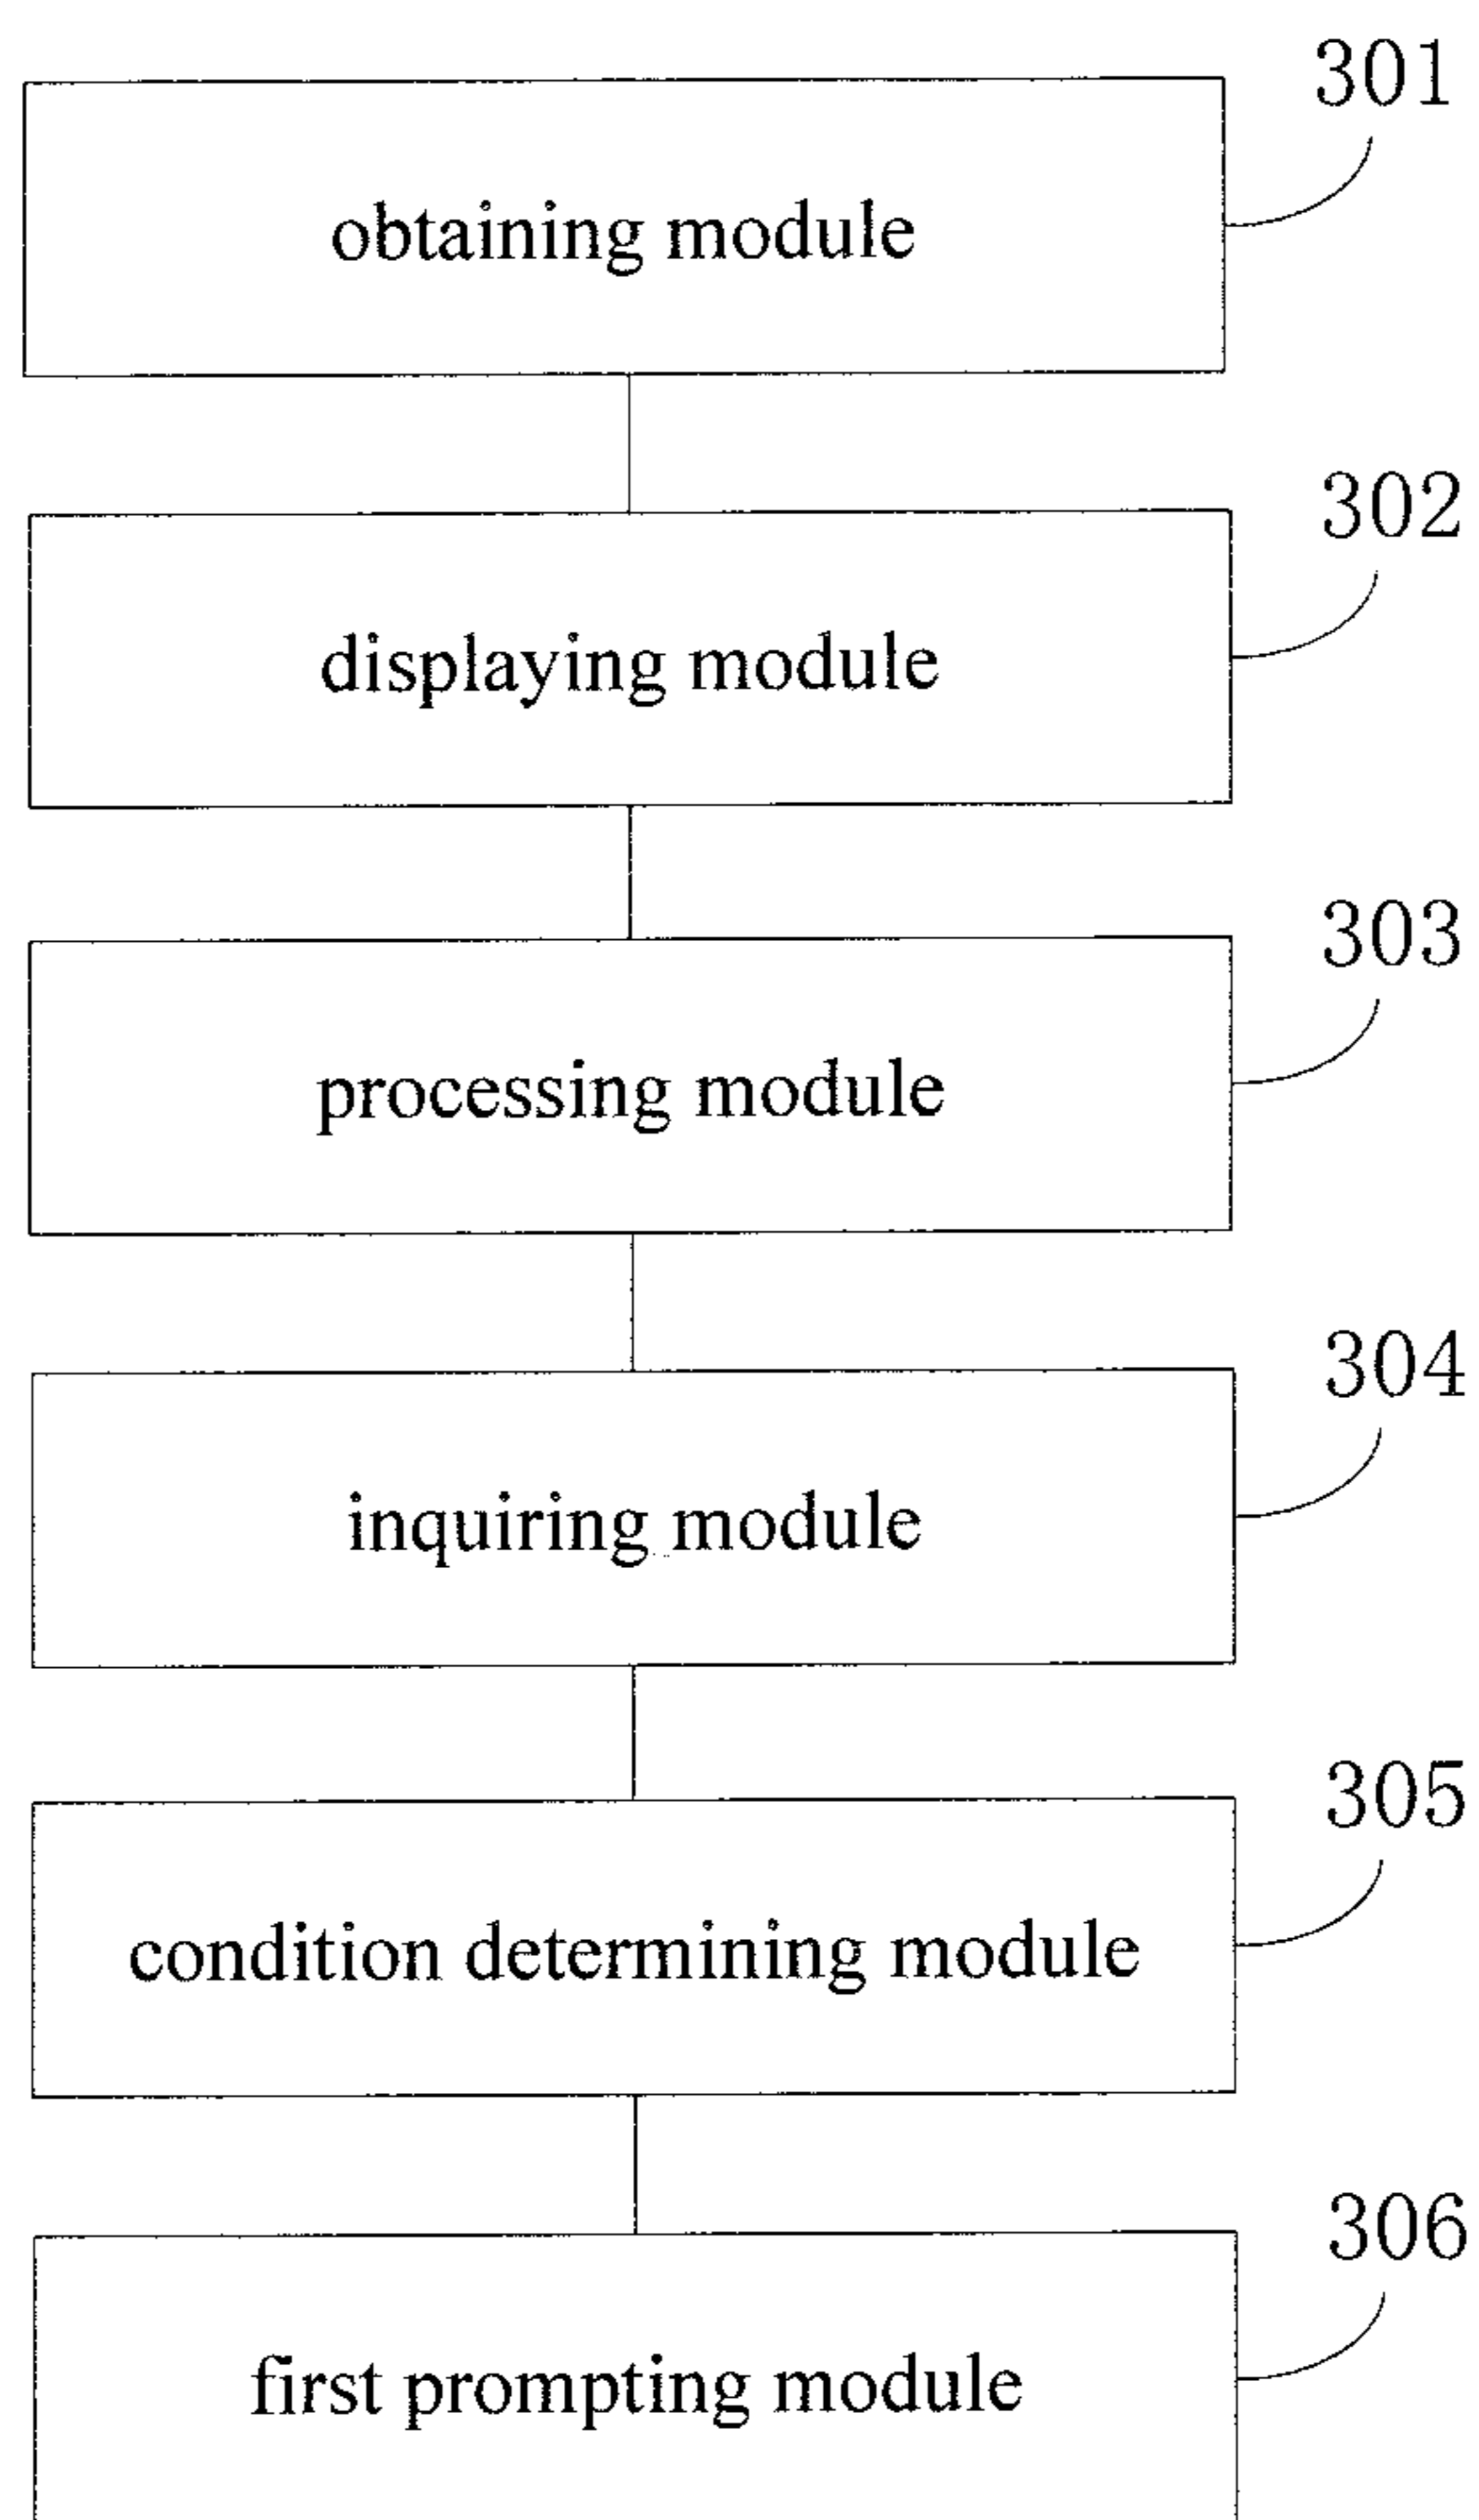 301
obtaining module
302
displaying module
303
processing module
304
inquiring module
305
condition determining module
306
first prompting module